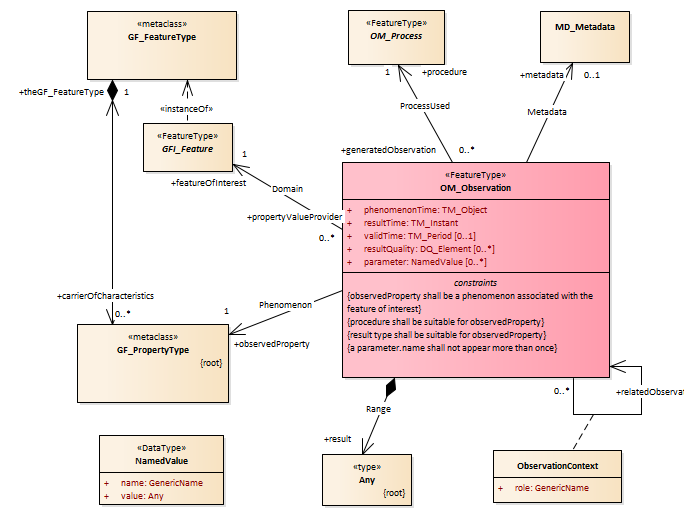 «metaclass»
GF_FeatureType
«FeatureType»
OM_Process
MD_Metadata
+theGF_FeatureType
1
1
+procedure
+metadata
0..1
«instanceOf»
ProcessUsed
Metadata
«FeatureType»
GFI_Feature
1
+featureOfInterest
Domain
+generatedObservation
0..*
+propertyValueProvider
0..*
«FeatureType»
OM_Observation
+ phenomenonTime: TM_Object
+ resultTime: TM_Instant
+ validTime: TM_Period [0..1]
+ resultQuality: DQ_Element [0..*]
+ parameter: NamedValue [0..*]
constraints
{observedProperty shall be a phenomenon associated with the
feature of interest}
{procedure shall be suitable for observedProperty}
{result type shall be suitable for observedProperty}
{a parameter.name shall not appear more than once}
+carrierOfCharacteristics
0..*
Phenomenon
1
+observedProperty
«metaclass»
GF_PropertyType
{root}
0..*
+relatedObservat
Range
+result
«DataType»
NamedValue
+ name: GenericName
+ value: Any
«type»
Any
{root}
ObservationContext
+ role: GenericName